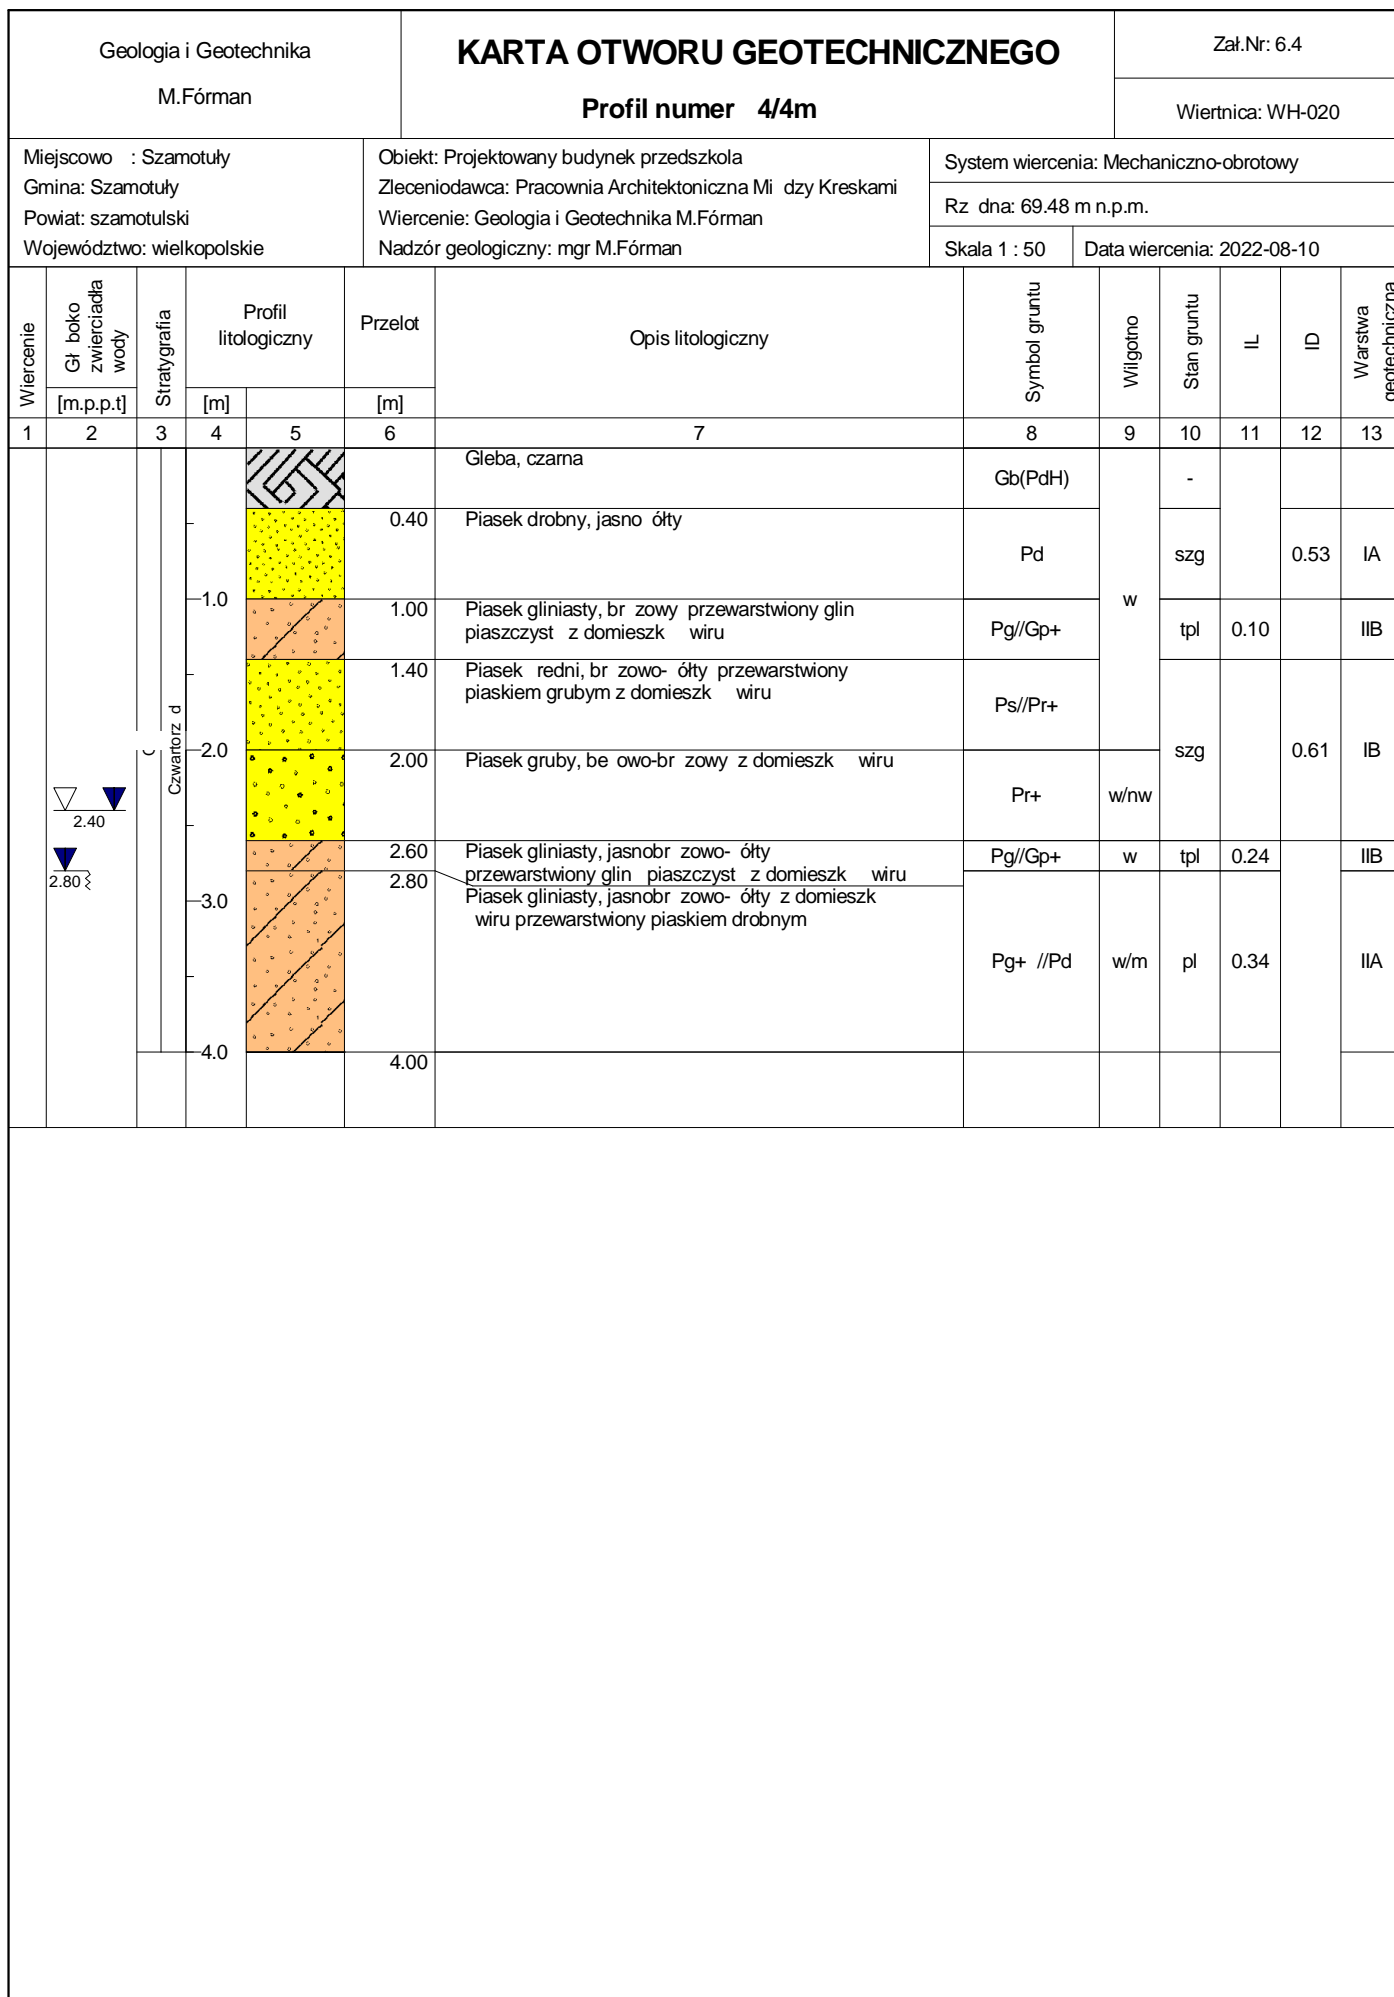 Geologia i Geotechnika
M.Fórman
KARTA OTWORU GEOTECHNICZNEGO
Profil numer 4/4m
Zał.Nr: 6.4
Wiertnica: WH-020
Miejscowo : Szamotuły
Gmina: Szamotuły
Powiat: szamotulski
Województwo: wielkopolskie
Obiekt: Projektowany budynek przedszkola
Zleceniodawca: Pracownia Architektoniczna Mi dzy Kreskami
Wiercenie: Geologia i Geotechnika M.Fórman
Nadzór geologiczny: mgr M.Fórman
System wiercenia: Mechaniczno-obrotowy
Rz dna: 69.48 m n.p.m.
Skala 1 : 50
Data wiercenia: 2022-08-10
Wiercenie
Gł boko
zwierciadła
wody
[m.p.p.t]
Stratygrafia
Profil
litologiczny
[m]
Przelot
[m]
Opis litologiczny
Symbol gruntu
Wilgotno
Stan gruntu
IL
ID
Warstwa
geotechniczna
1 2 3 4 5 6 7 8 9 10 11 12 13
Gleba, czarna
Gb(PdH)
-
0.40
Piasek drobny, jasno ółty
Pd
szg
0.53
IA
1.0
w
1.00
Piasek gliniasty, br zowy przewarstwiony glin
piaszczyst z domieszk wiru
Pg//Gp+
tpl
0.10
IIB
1.40
Piasek redni, br zowo- ółty przewarstwiony
piaskiem grubym z domieszk wiru
Ps//Pr+
szg
0.61
IB
Czwartorz d
2.0
2.00
Piasek gruby, be owo-br zowy z domieszk wiru
Pr+
w/nw
2.40
2.60
Piasek gliniasty, jasnobr zowo- ółty
przewarstwiony glin piaszczyst z domieszk wiru
Pg//Gp+
w
tpl
0.24
IIB
2.80
2.80
Piasek gliniasty, jasnobr zowo- ółty z domieszk
wiru przewarstwiony piaskiem drobnym
3.0
Pg+ //Pd
w/m
pl
0.34
IIA
4.0
4.00